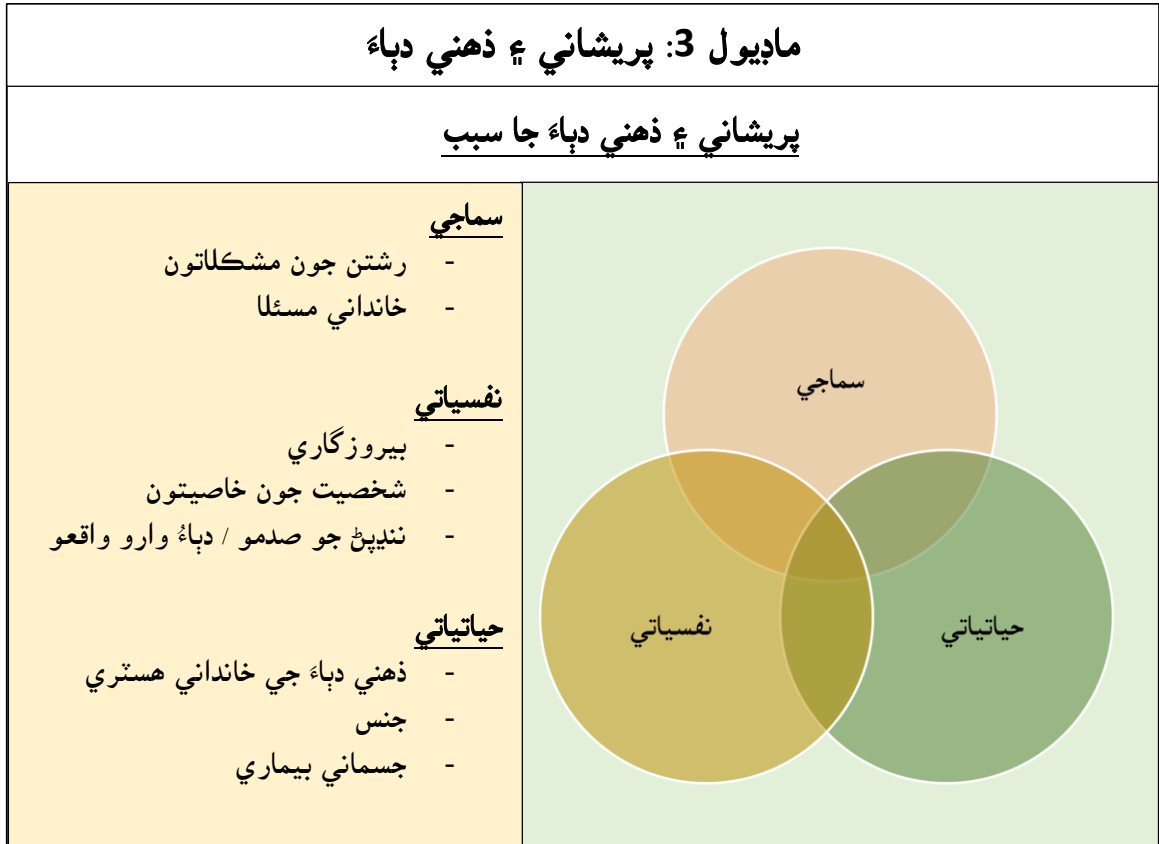 ماڊيول 3: پريشاني ۽ ذهني دٻاءَ
پريشاني ۽ ذهني دٻاءَ جا سبب
سماجي
- رشتن جون مشڪلاتون
- خانداني مسئلا
نفسياتي
- بيروزگاري
- شخصيت جون خاصيتون
- ننڍپڻ جو صدمو / دٻاءُ وارو واقعو
حياتياتي
- ذهني دٻاءَ جي خانداني هسٽري
- جنس
- جسماني بيماري
سماجي
نفسياتي
حياتياتي